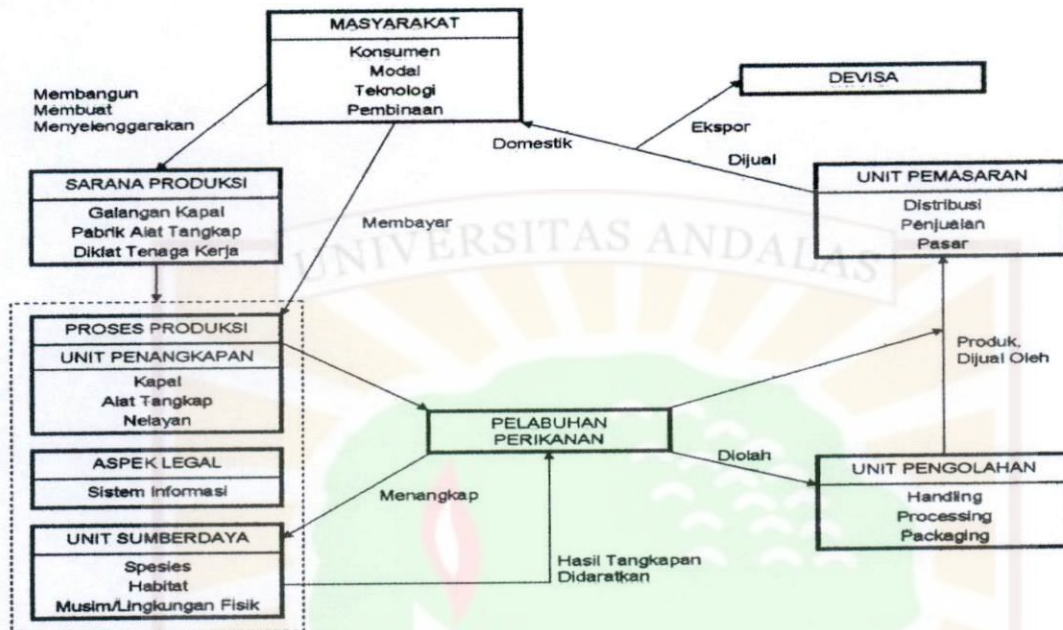 MASYARAKAT
Konsumen
Modal
Teknologi
Pembinaan
DEVISA
Membangun
Membuat
Menyelenggarakan
Domestik
Ekspor
Dijual
SARANA PRODUKSI
Galangan Kapal
Pabrik Alat Tangkap
Diklat Tenaga Kerja
Membayar
UNIT PEMASARAN
Distribusi
Penjualan
Pasar
UNIVERSITAS ANDALAS
PROSES PRODUKSI
UNIT PENANGKAPAN
Kapal
Alat Tangkap
Nelayan
Produk,
Dijual Oleh
PELABUHAN
PERIKANAN
Diolah
ASPEK LEGAL
Sistem Informasi
Menangkap
UNIT PENGOLAHAN
Handling
Processing
Packaging
UNIT SUMBERDAYA
Spesies
Habitat
Musim/Lingkungan Fisik
Hasil Tangkapan
Didaratkan